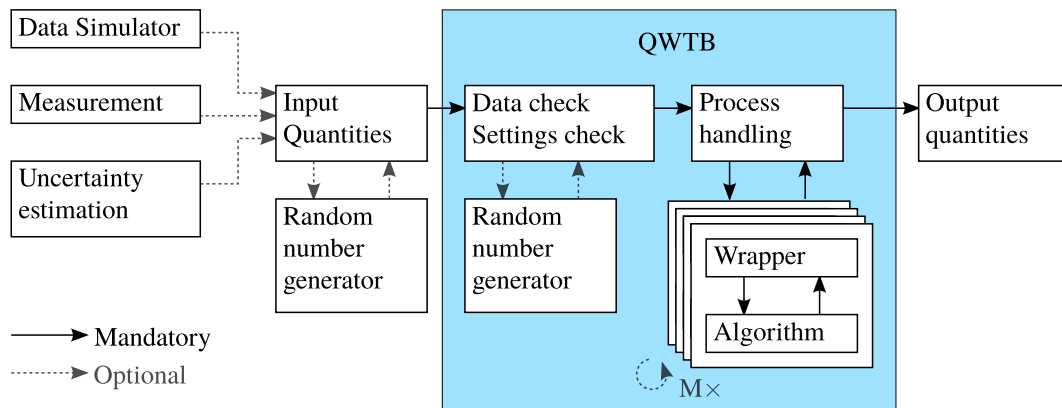 Data Simulator
Measurement
Uncertainty
estimation
Input
Quantities
Random
number
generator
QWTB
Data check
Settings check
Random
number
generator
Process
handling
Wrapper
Algorithm
M×
Output
quantities
Mandatory
Optional